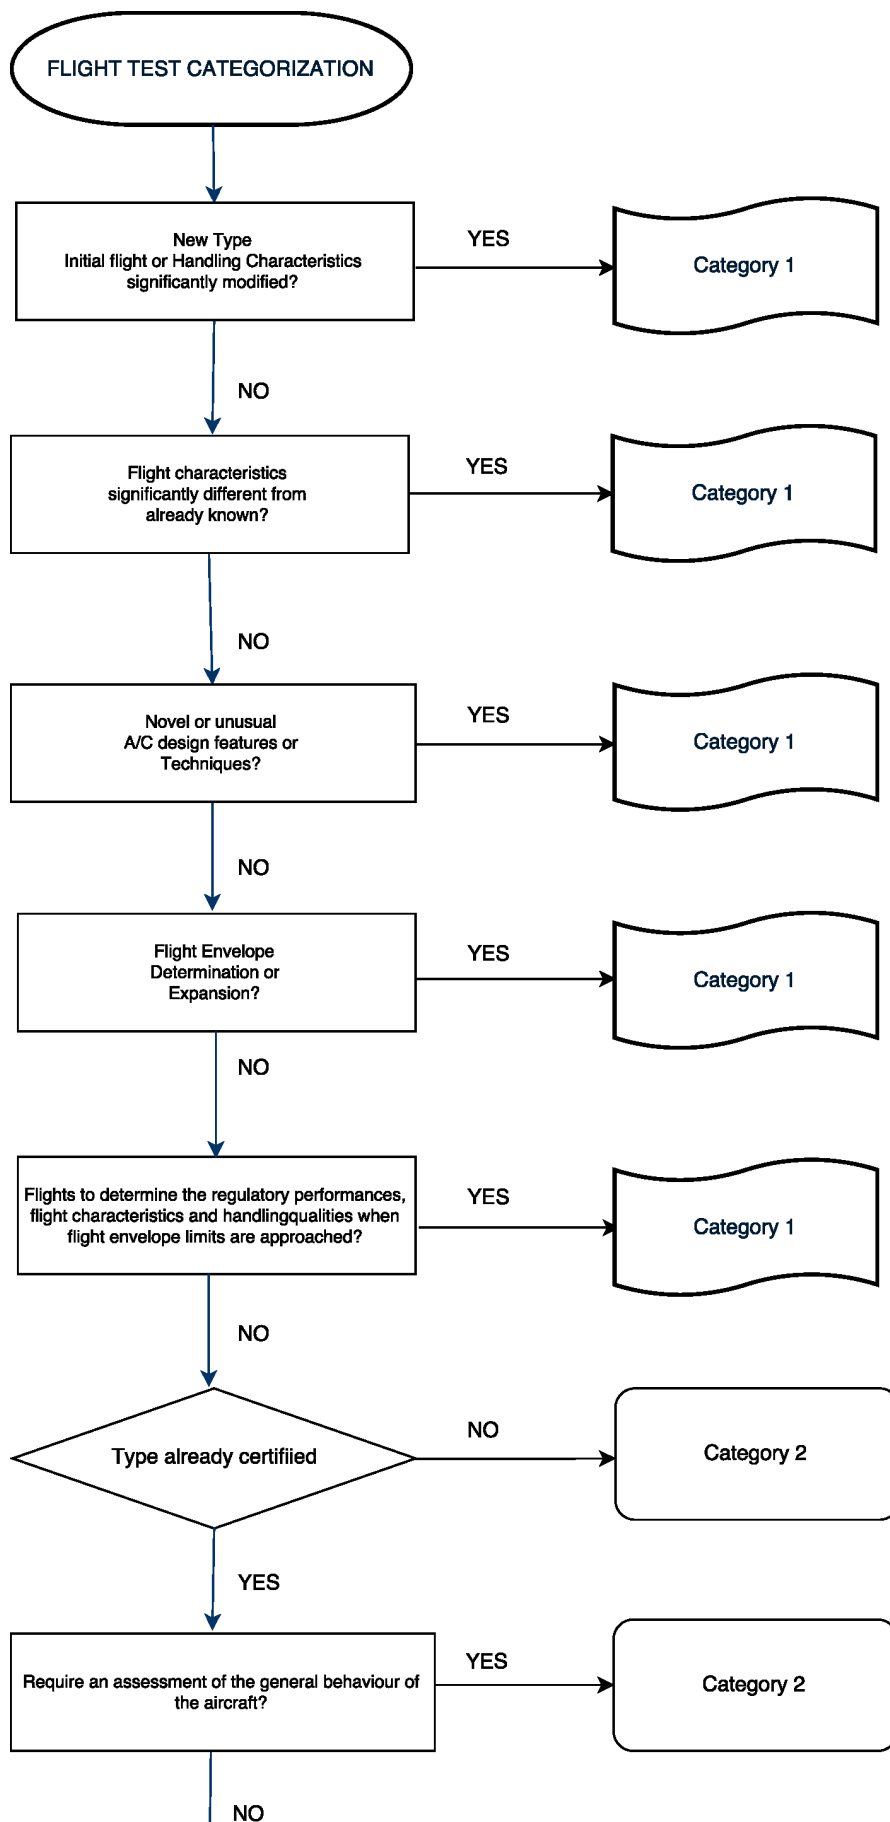 FLIGHT TEST CATEGORIZATION
New Type
Initial flight or Handling Characteristics
significantly modified?
YES
Category 1
NO
Flight characteristics
significantly different from
already known?
YES
Category 1
NO
Novel or unusual
A/C design features or
Techniques?
YES
Category 1
NO
Flight Envelope
Determination or
Expansion?
YES
Category 1
NO
Flights to determine the regulatory performances,
flight characteristics and handlingqualities when
flight envelope limits are approached?
YES
Category 1
NO
Type already certifiied
NO
Category 2
YES
Require an assessment of the general behaviour of
the aircraft?
YES
Category 2
NO